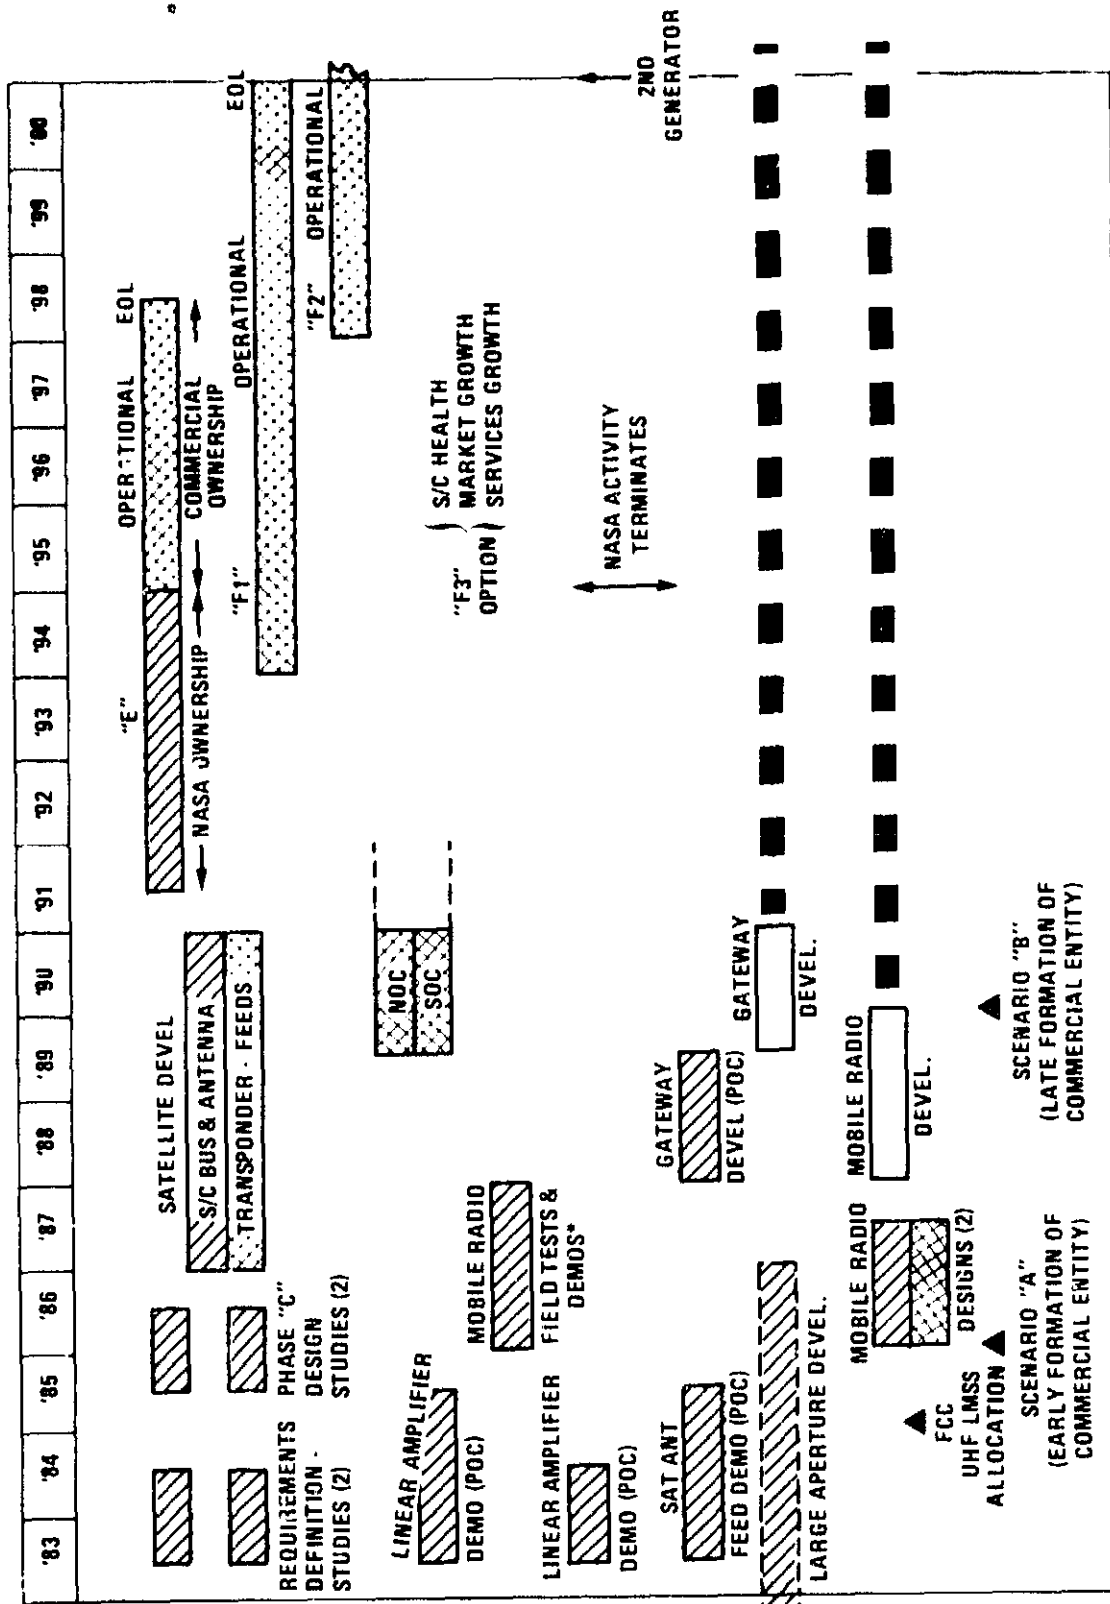 '83 '84 '85 '86 '87 '88 '89 '90 '91 '92 '93 '94 '95 '96 '97 '98 '99 '00
"E"
OPERATIONAL EOL
NASA OWNERSHIP
COMMERCIAL
OWNERSHIP
SATELLITE DEVEL
S/C BUS & ANTENNA
TRANSPONDER - FEEDS
REQUIREMENTS
DEFINITION -
STUDIES (2)
PHASE "C"
DESIGN
STUDIES (2)
"F1" OPERATIONAL EOL
"F2" OPERATIONAL
NOC
SOC
LINEAR AMPLIFIER
DEMO (POC)
MOBILE RADIO
FIELD TESTS &
DEMOS*
"F3"
OPTION
S/C HEALTH
MARKET GROWTH
SERVICES GROWTH
LINEAR AMPLIFIER
DEMO (POC)
NASA ACTIVITY
TERMINATES
2ND
GENERATOR
SAT ANT
FEED DEMO (POC)
GATEWAY
DEVEL (POC)
GATEWAY
DEVEL.
LARGE APERTURE DEVEL.
MOBILE RADIO
DESIGNS (2)
MOBILE RADIO
DEVEL.
FCC
UHF LMSS
ALLOCATION
SCENARIO "A"
(EARLY FORMATION OF
COMMERCIAL ENTITY)
SCENARIO "B"
(LATE FORMATION OF
COMMERCIAL ENTITY)